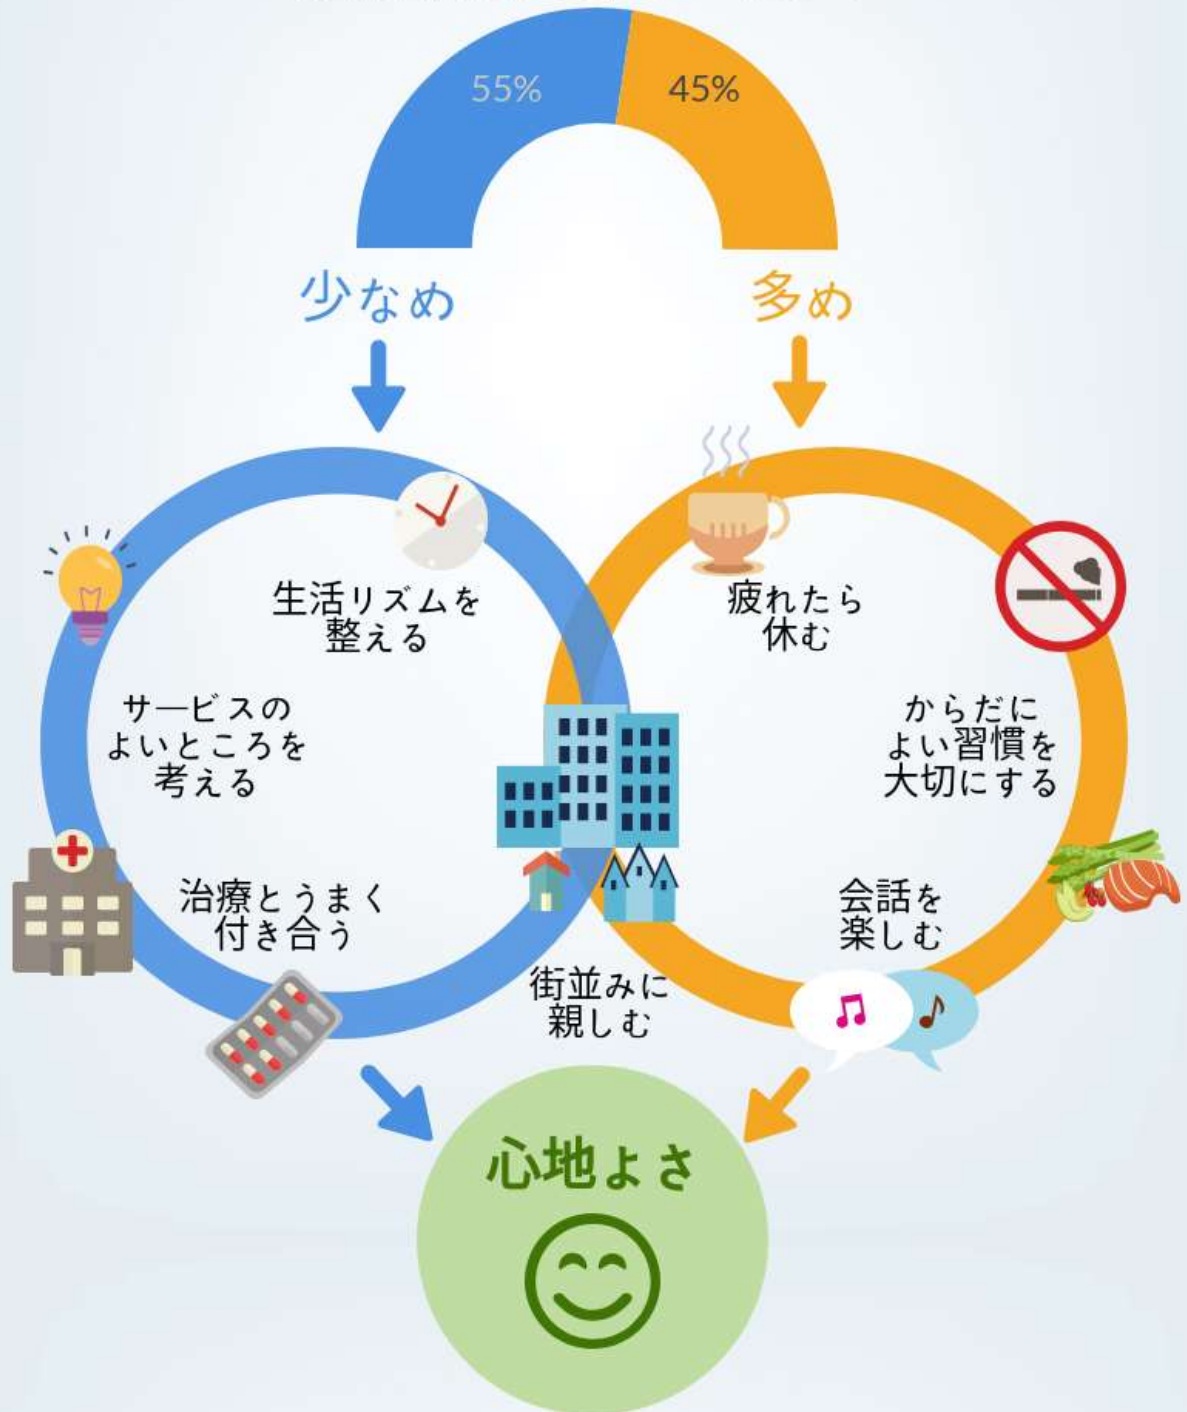 55%
45%
少なめ
多め
生活リズムを
整える
疲れたら
休む
サービスの
よいところを
考える
からだに
よい習慣を
大切にする
治療とうまく
付き合う
会話を
楽しむ
街並みに
親しむ
心地よさ